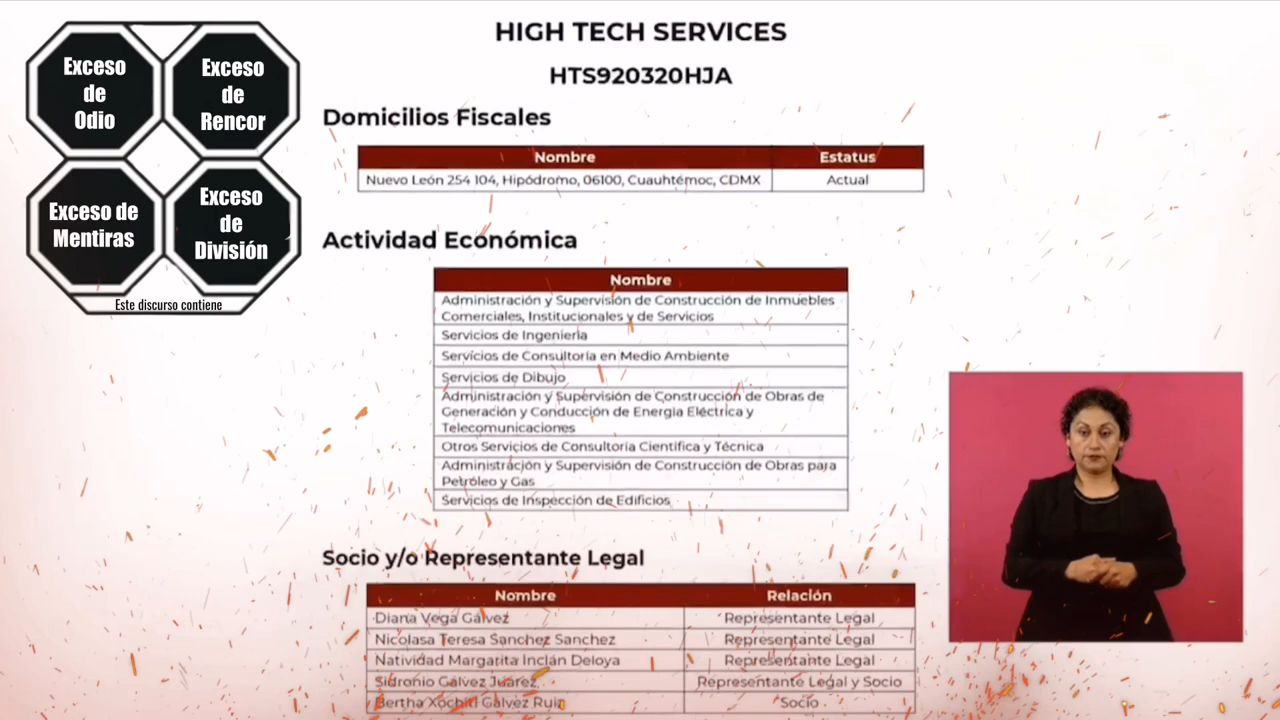 Exceso
de
Odio
Exceso
de
Rencor
Exceso de
Mentiras
Exceso
de
División
Este discurso contiene
HIGH TECH SERVICES
HTS920320HJA
Domicilios Fiscales
Nombre Estatus
Nuevo León 254 104, Hipódromo, 06100, Cuauhtémoc, CDMX Actual
Actividad Económica
Nombre
Administración y Supervisión de Construcción de Inmuebles
Comerciales, Institucionales y de Servicios
Servicios de Ingeniería
Servicios de Consultoría en Medio Ambiente
Servicios de Dibujo
Administración y Supervisión de Construcción de Obras de
Generación y Conducción de Energía Eléctrica y
Telecomunicaciones
Otros Servicios de Consultoría Científica y Técnica
Administración y Supervisión de Construcción de Obras para
Petróleo y Gas
Servicios de Inspección de Edificios
Socio y/o Representante Legal
Nombre Relación
Diana Vega Galvez Representante Legal
Nicolasa Teresa Sanchez Sanchez Representante Legal
Natividad Margarita Inclán Deloya Representante Legal
Sidronio Galvez Juarez Representante Legal y Socio
Bertha Xochitl Galvez Ruiz Socio